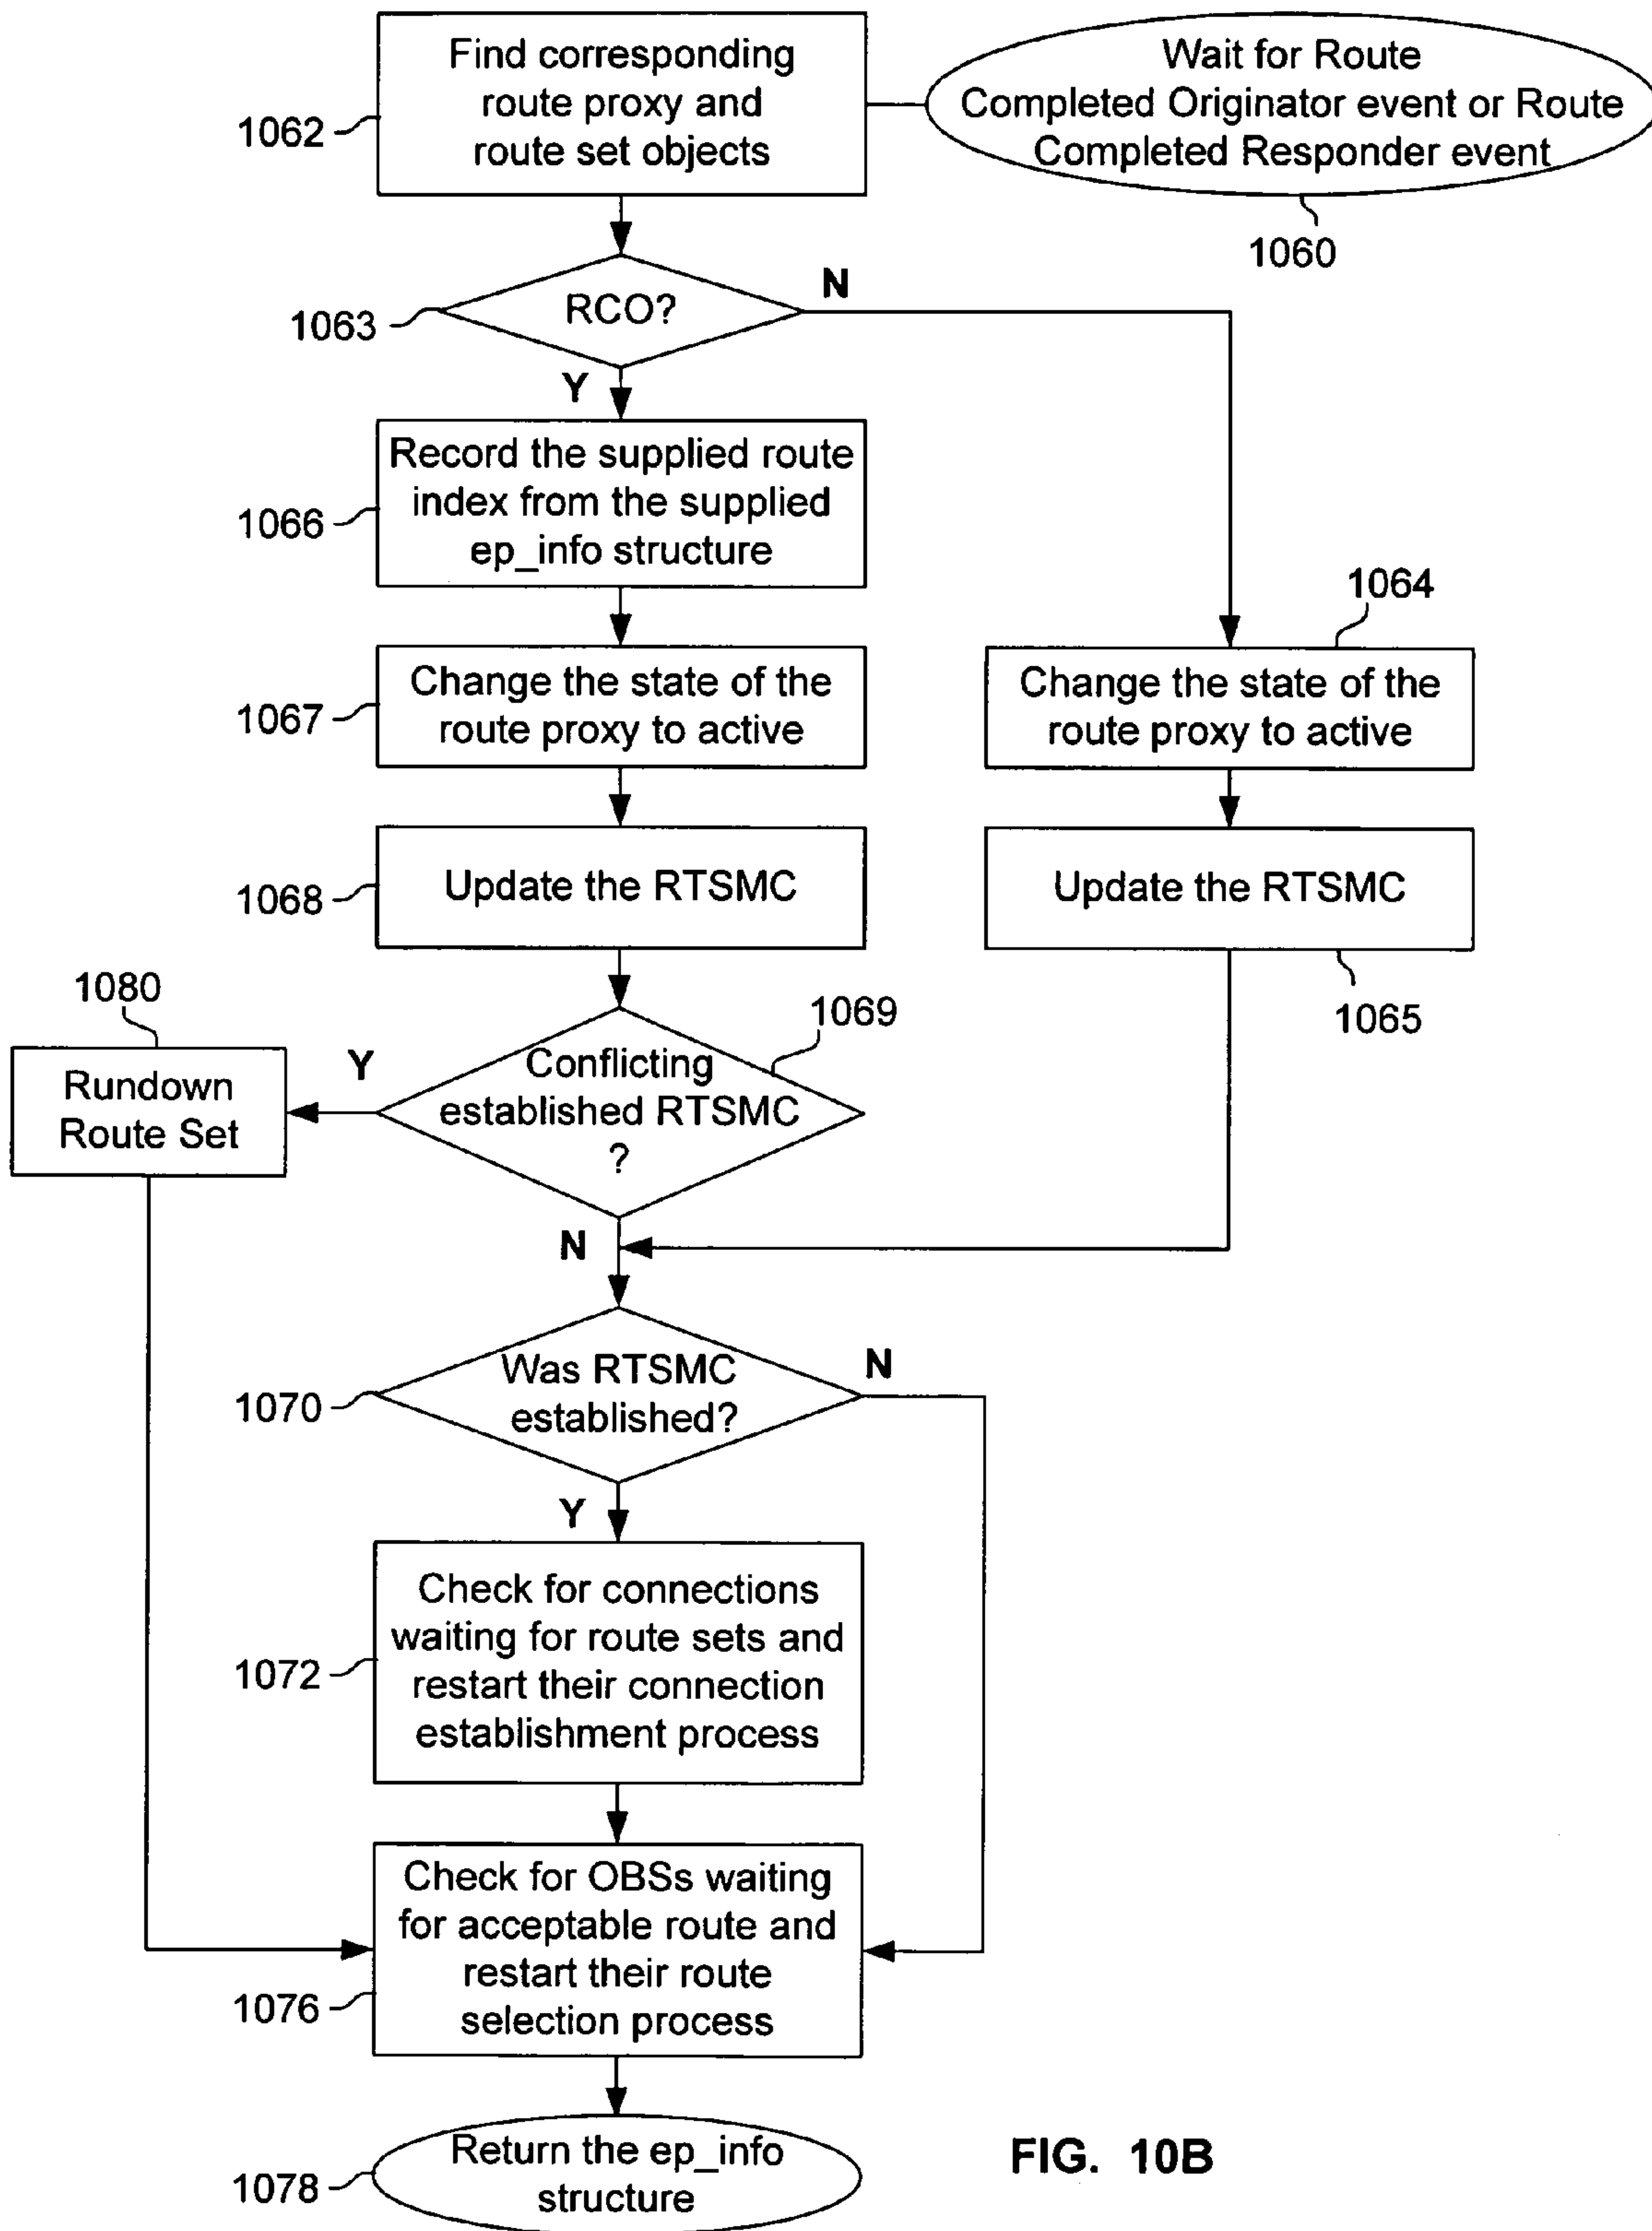 Find corresponding
route proxy and
route set objects
1062
Wait for Route
Completed Originator event or Route
Completed Responder event
1060
RCO?
1063
N
Y
Record the supplied route
index from the supplied
ep_info structure
1066
1064
Change the state of the
route proxy to active
1067
Change the state of the
route proxy to active
Update the RTSMC
1068
Update the RTSMC
1065
1080
Rundown
Route Set
Y
1069
Conflicting
established RTSMC
?
N
Was RTSMC
established?
1070
N
Y
Check for connections
waiting for route sets and
restart their connection
establishment process
1072
Check for OBSs waiting
for acceptable route and
restart their route
selection process
1076
Return the ep_info
structure
1078
FIG. 10B